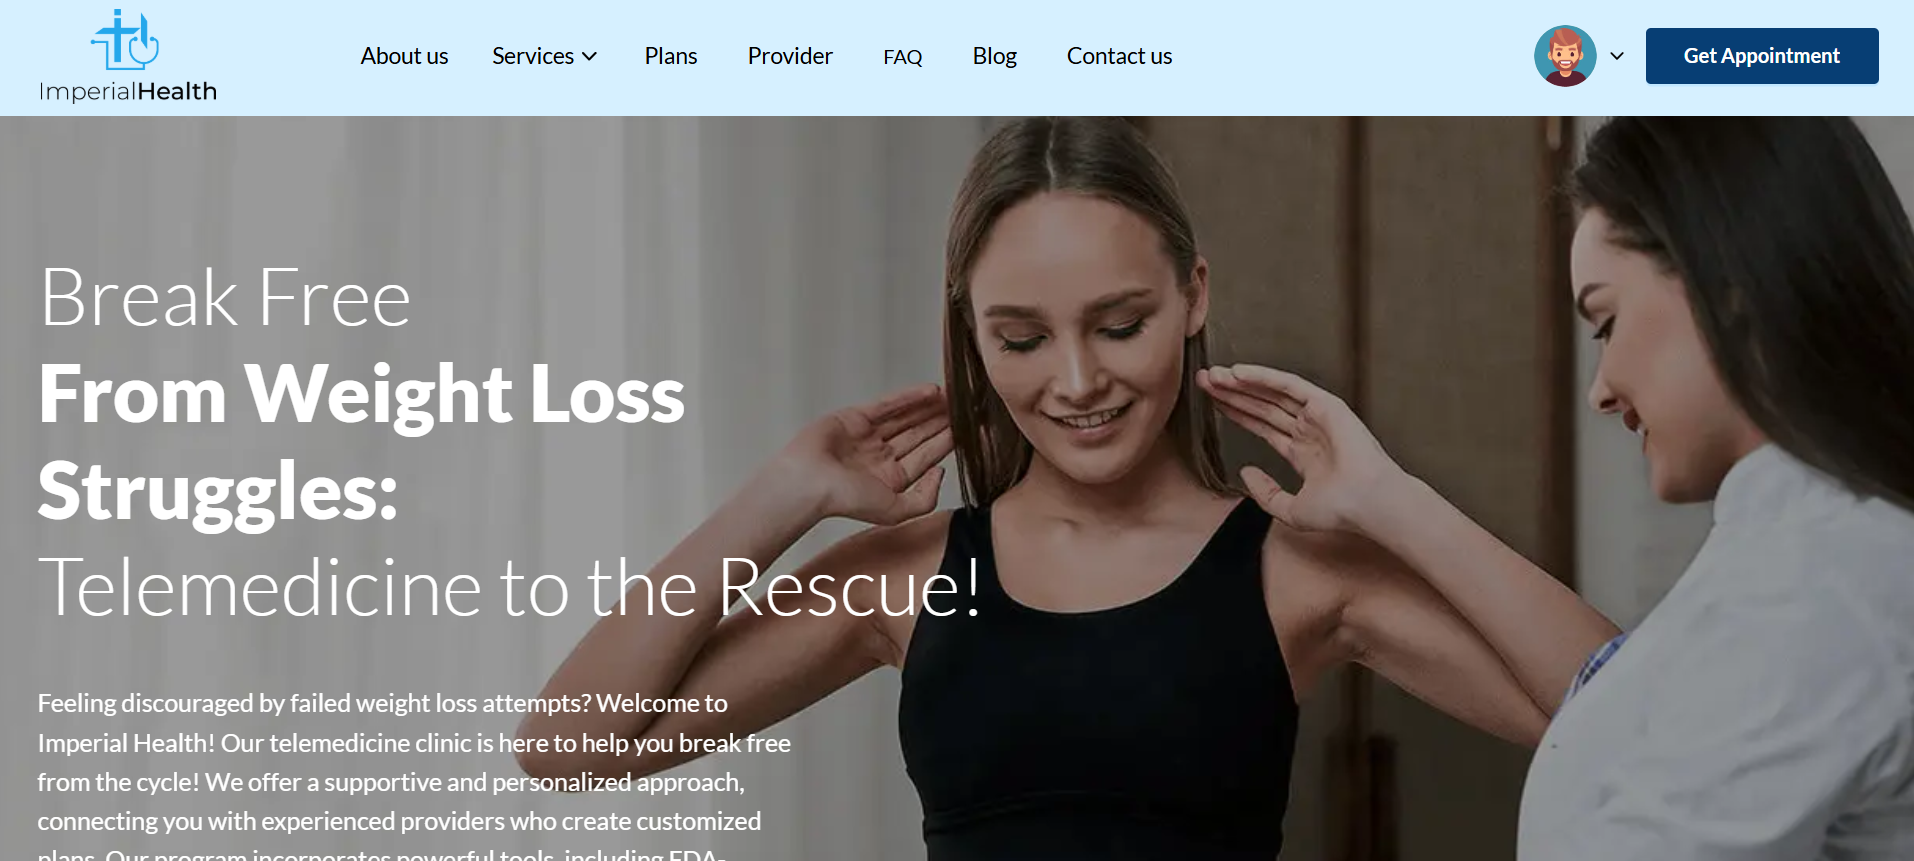 ImperialHealth
About us Services Plans Provider FAQ Blog Contact us
Get Appointment
Break Free
From Weight Loss
Struggles:
Telemedicine to the Rescue!
Feeling discouraged by failed weight loss attempts? Welcome to
Imperial Health! Our telemedicine clinic is here to help you break free
from the cycle! We offer a supportive and personalized approach,
connecting you with experienced providers who create customized
plans. Our program incorporates powerful tools, including FDA-